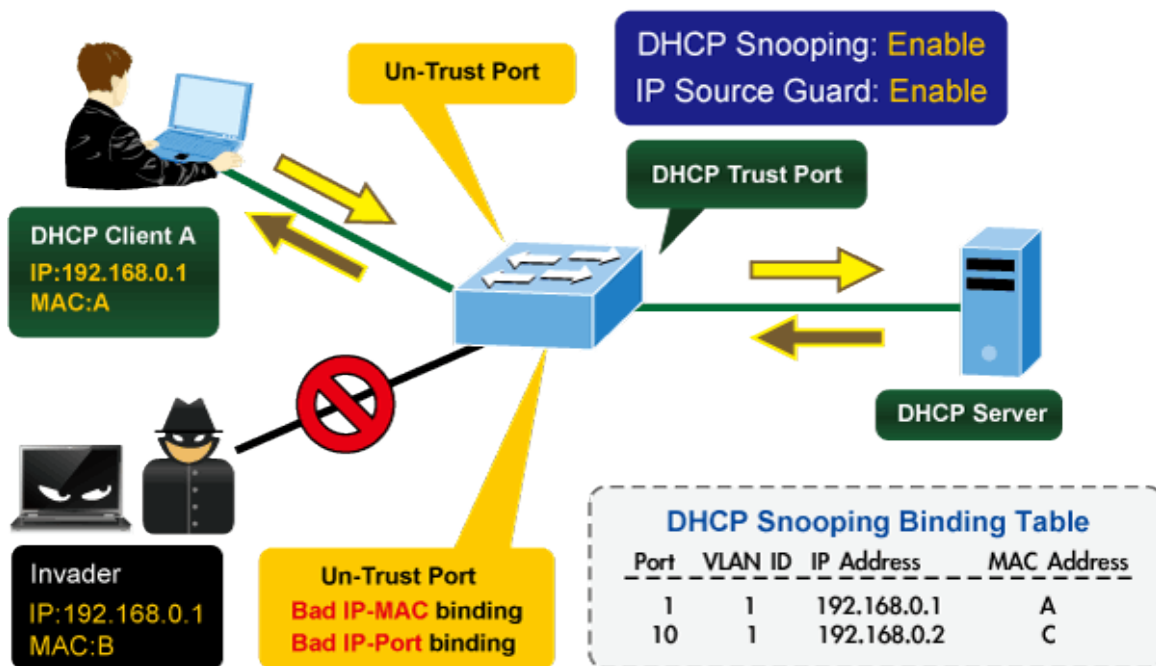 DHCP Snooping: Enable
IP Source Guard: Enable
Un-Trust Port
DHCP Trust Port
DHCP Client A
IP:192.168.0.1
MAC:A
DHCP Server
Invader
IP:192.168.0.1
MAC:B
Un-Trust Port
Bad IP-MAC binding
Bad IP-Port binding
DHCP Snooping Binding Table
Port VLAN ID IP Address MAC Address
1 1 192.168.0.1 A
10 1 192.168.0.2 C